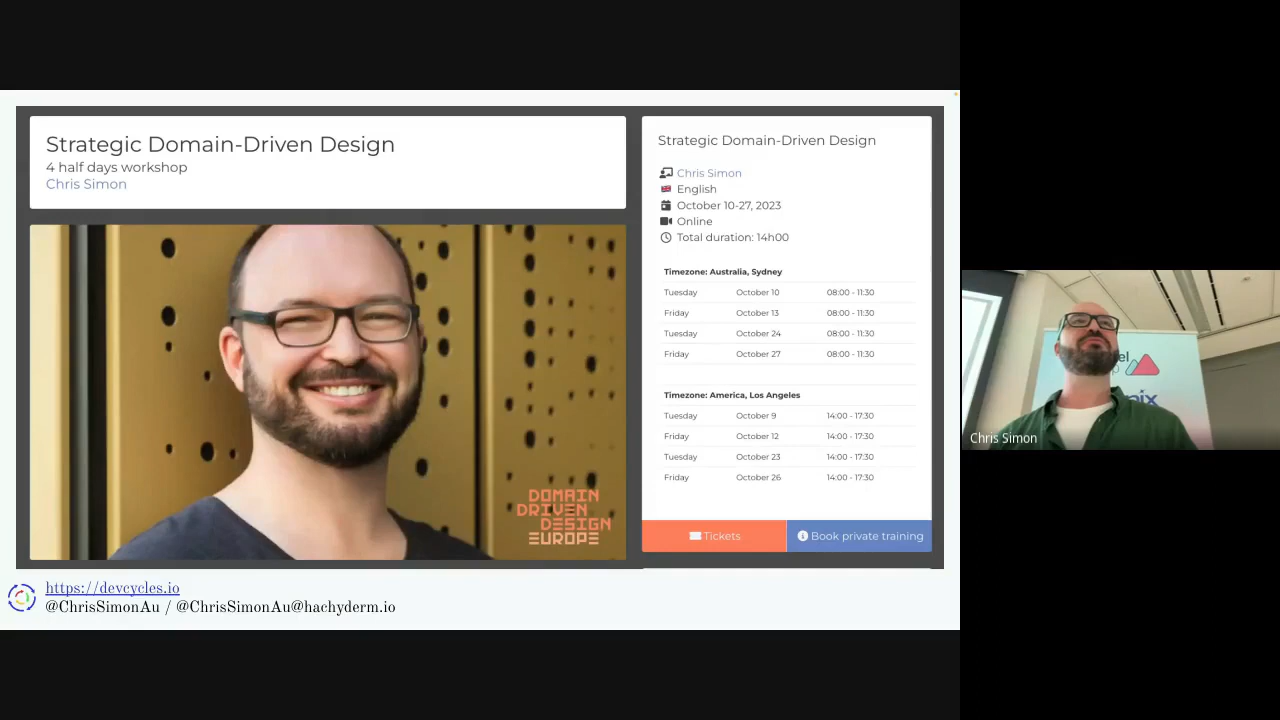 Strategic Domain-Driven Design
4 half days workshop
Chris Simon
DOMAIN
DRIVEN
DESIGN
EUROPE
Strategic Domain-Driven Design
Chris Simon
English
October 10-27, 2023
Online
Total duration: 14h00
Timezone: Australia, Sydney
Tuesday October 10 08:00 - 11:30
Friday October 13 08:00 - 11:30
Tuesday October 24 08:00 - 11:30
Friday October 27 08:00 - 11:30
Timezone: America, Los Angeles
Tuesday October 9 14:00 - 17:30
Friday October 12 14:00 - 17:30
Tuesday October 23 14:00 - 17:30
Friday October 26 14:00 - 17:30
Tickets
Book private training
https://devcycles.io
@ChrisSimonAu / @ChrisSimonAu@hachyderm.io
Chris Simon